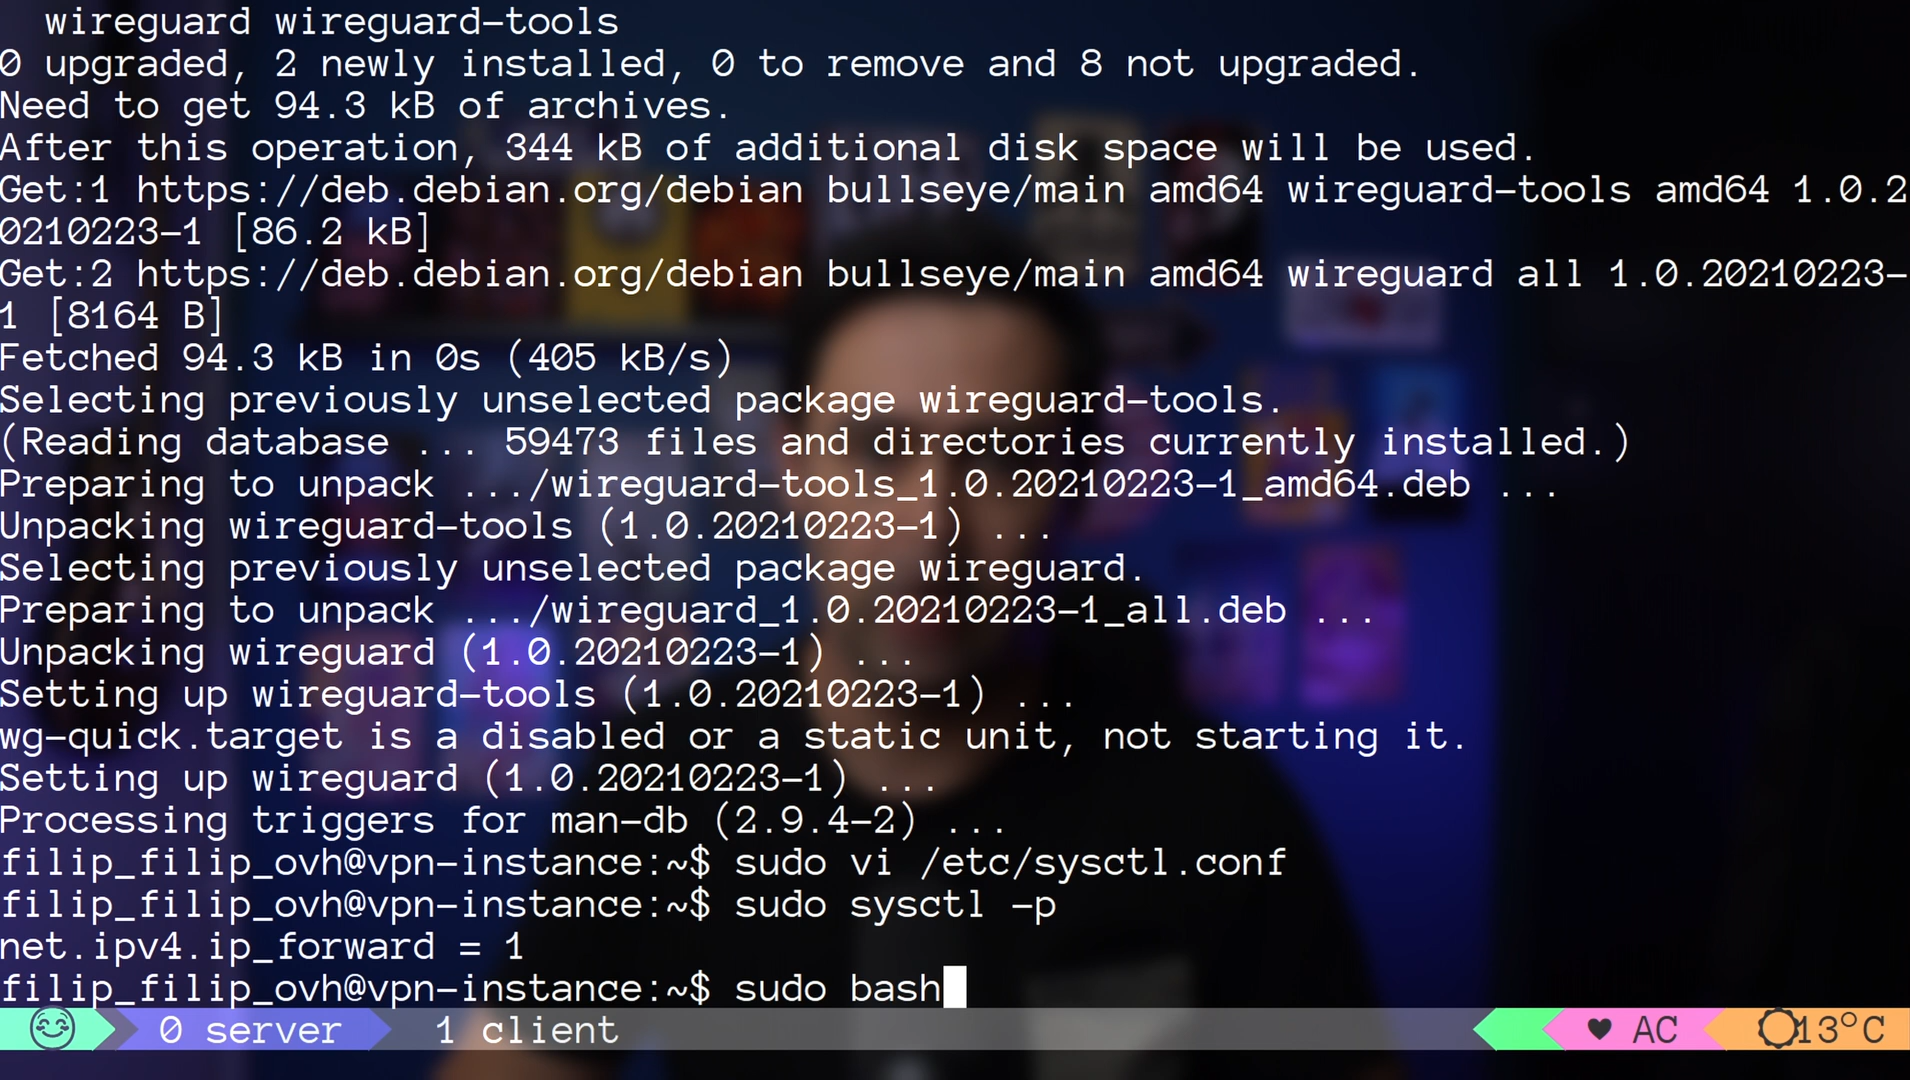 wireguard wireguard-tools
0 upgraded, 2 newly installed, 0 to remove and 8 not upgraded.
Need to get 94.3 kB of archives.
After this operation, 344 kB of additional disk space will be used.
Get:1 https://deb.debian.org/debian bullseye/main amd64 wireguard-tools amd64 1.0.2
0210223-1 [86.2 kB]
Get:2 https://deb.debian.org/debian bullseye/main amd64 wireguard all 1.0.20210223-
1 [8164 B]
Fetched 94.3 kB in 0s (405 kB/s)
Selecting previously unselected package wireguard-tools.
(Reading database ... 59473 files and directories currently installed.)
Preparing to unpack .../wireguard-tools_1.0.20210223-1_amd64.deb ...
Unpacking wireguard-tools (1.0.20210223-1) ...
Selecting previously unselected package wireguard.
Preparing to unpack .../wireguard_1.0.20210223-1_all.deb ...
Unpacking wireguard (1.0.20210223-1) ...
Setting up wireguard-tools (1.0.20210223-1) ...
wg-quick.target is a disabled or a static unit, not starting it.
Setting up wireguard (1.0.20210223-1) ...
Processing triggers for man-db (2.9.4-2) ...
filip_filip_ovh@vpn-instance:~$ sudo vi /etc/sysctl.conf
filip_filip_ovh@vpn-instance:~$ sudo sysctl -p
net.ipv4.ip_forward = 1
filip_filip_ovh@vpn-instance:~$ sudo bash
0 server 1 client ♥ AC 13°C